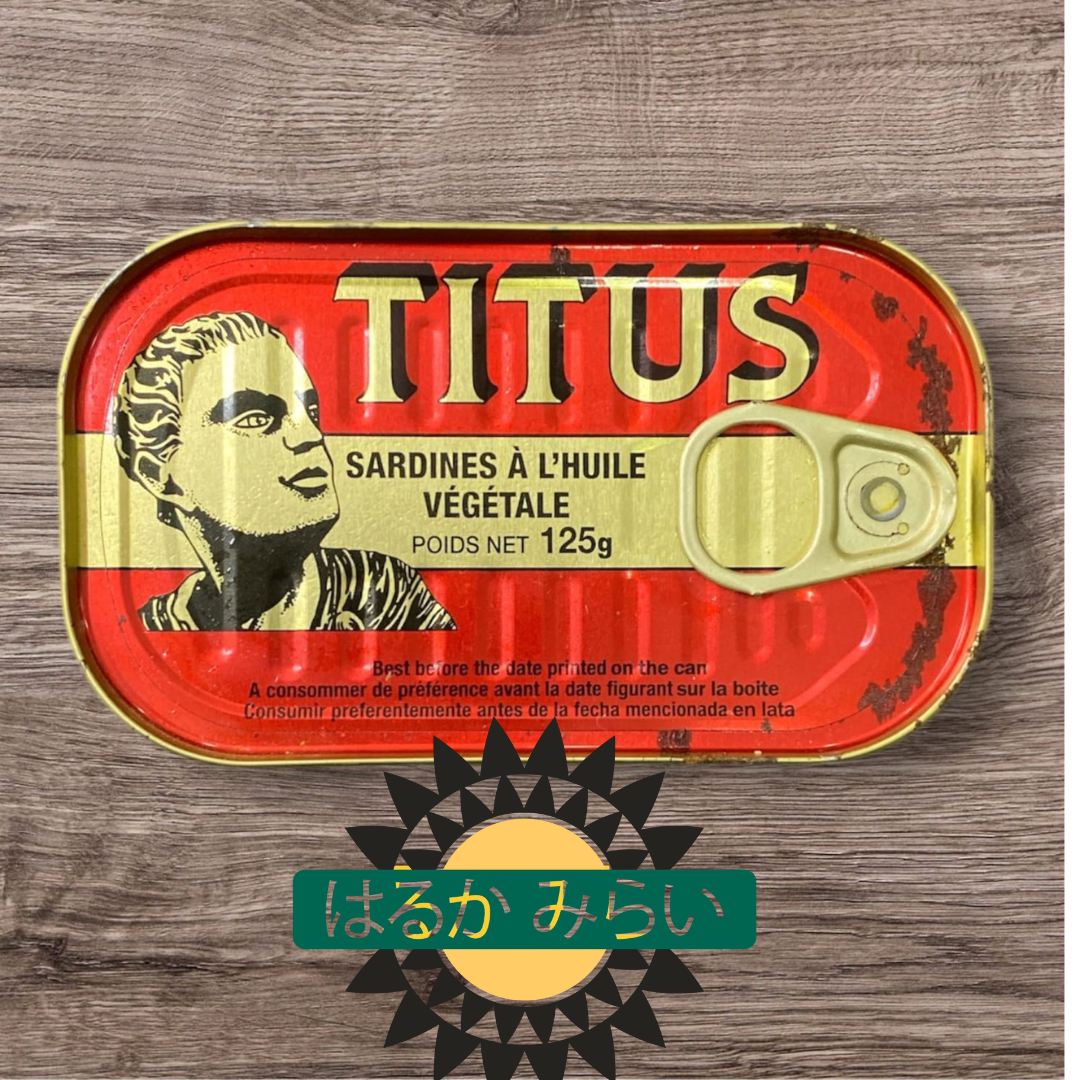 TITUS
SARDINES À L'HUILE
VÉGÉTALE
POIDS NET 125g
Best before the date printed on the can
A consommer de préférence avant la date figurant sur la boite
Consumir preferentemente antes de la fecha mencionada en lata
はるか みらい